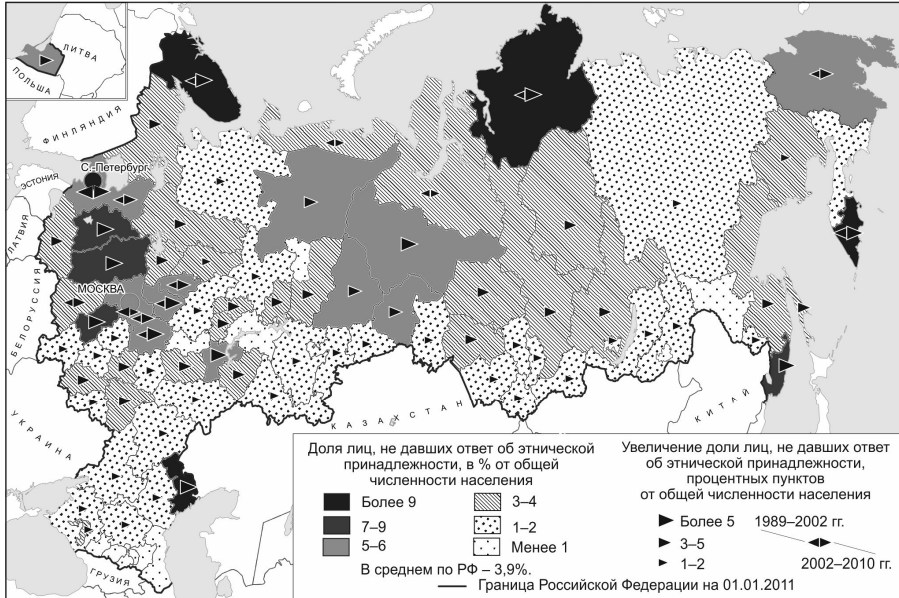 ЛИТВА
ПОЛЬША
ФИНЛЯНДИЯ
С.-Петербург
ЭСТОНИЯ
ЛАТВИЯ
МОСКВА
БЕЛОРУССИЯ
УКРАИНА
КАЗАХСТАН
КИТАЙ
ГРУЗИЯ
Доля лиц, не давших ответ об этнической
принадлежности, в % от общей
численности населения
Более 9
7–9
5–6
3–4
1–2
Менее 1
В среднем по РФ – 3,9%.
Увеличение доли лиц, не давших ответ
об этнической принадлежности,
процентных пунктов
от общей численности населения
Более 5
3–5
1–2
1989–2002 гг.
2002–2010 гг.
Граница Российской Федерации на 01.01.2011